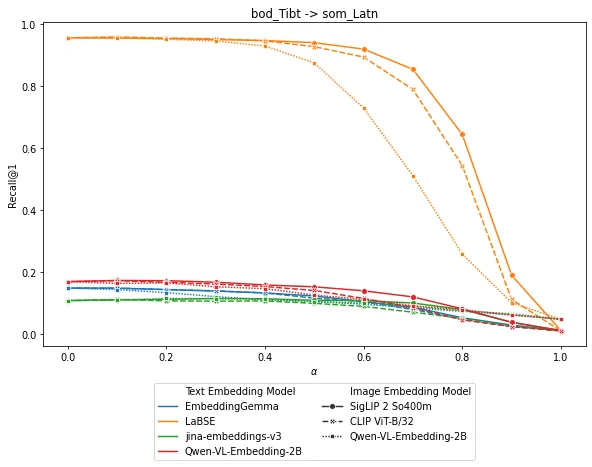 bod_Tibt -> som_Latn
Recall@1
1.0
0.8
0.6
0.4
0.2
0.0
0.0 0.2 0.4 0.6 0.8 1.0
α
Text Embedding Model
EmbeddingGemma
LaBSE
jina-embeddings-v3
Qwen-VL-Embedding-2B
Image Embedding Model
SigLIP 2 So400m
CLIP ViT-B/32
Qwen-VL-Embedding-2B